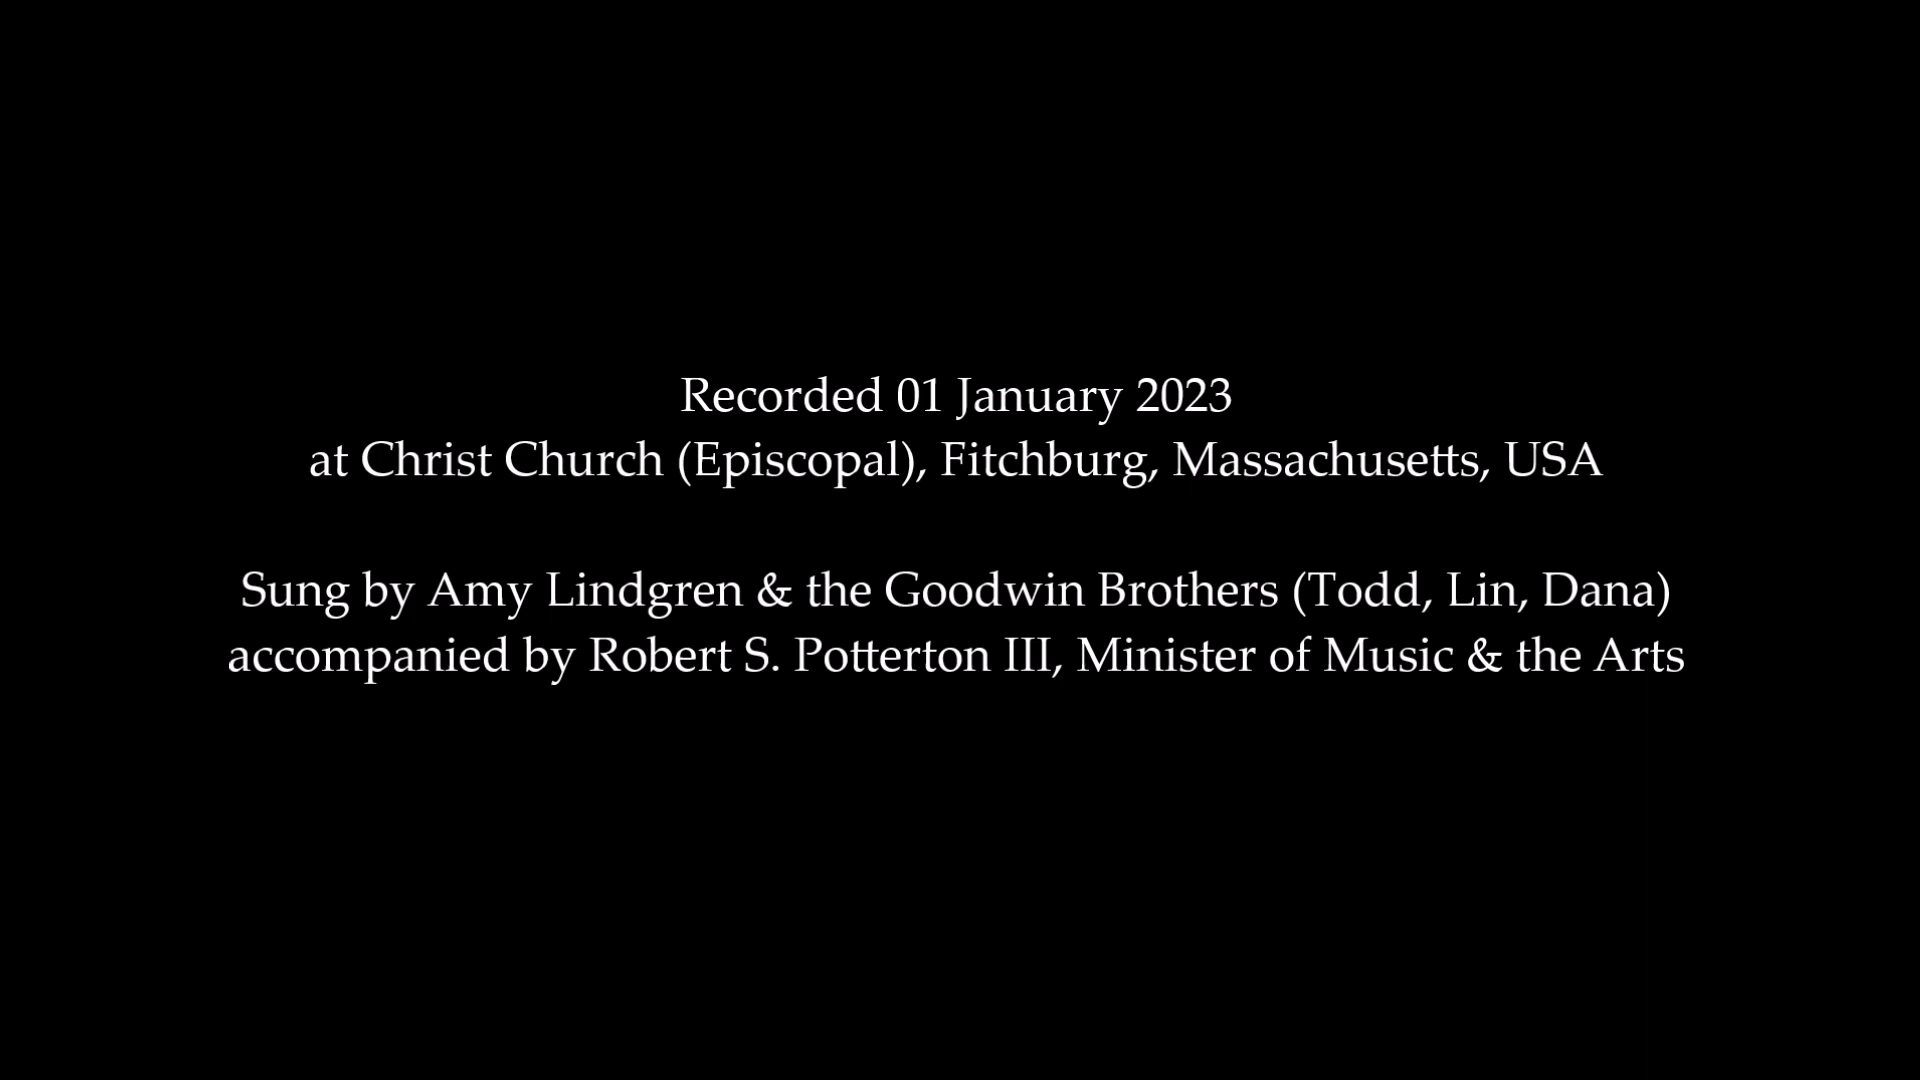 Recorded 01 January 2023
at Christ Church (Episcopal), Fitchburg, Massachusetts, USA
Sung by Amy Lindgren & the Goodwin Brothers (Todd, Lin, Dana)
accompanied by Robert S. Potterton III, Minister of Music & the Arts